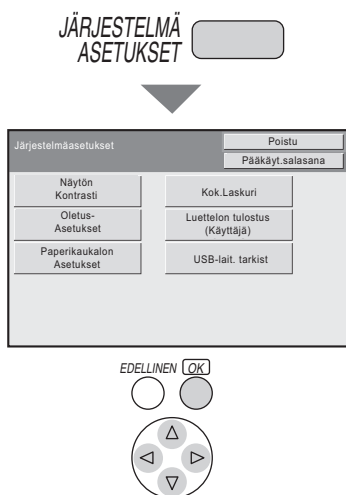 JÄRJESTELMÄ
ASETUKSET
Järjestelmäasetukset
Poistu
Pääkäyt.salasana
Näytön
Kontrasti
Kok.Laskuri
Oletus-
Asetukset
Luettelon tulostus
(Käyttäjä)
Paperikaukalon
Asetukset
USB-lait. tarkist
EDELLINEN OK